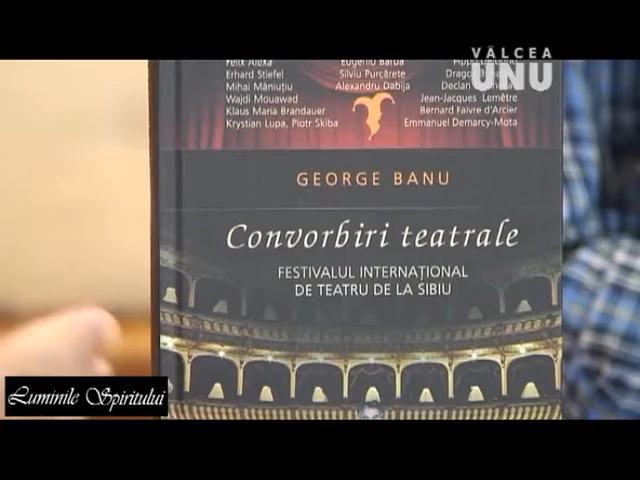 VÂLCEA
UNU
Felix Alexa
Eugeniu Barba
Erhard Stiefel
Silviu Purcărete
Mihai Măniuțiu
Alexandru Dabija
Declan
Wajdi Mouawad
Jean-Jacques Lemêtre
Klaus Maria Brandauer
Bernard Faivre d'Arcier
Krystian Lupa, Piotr Skiba
Emmanuel Demarcy-Mota
GEORGE BANU
Convorbiri teatrale
FESTIVALUL INTERNAȚIONAL
DE TEATRU DE LA SIBIU
Luminile Spiritului